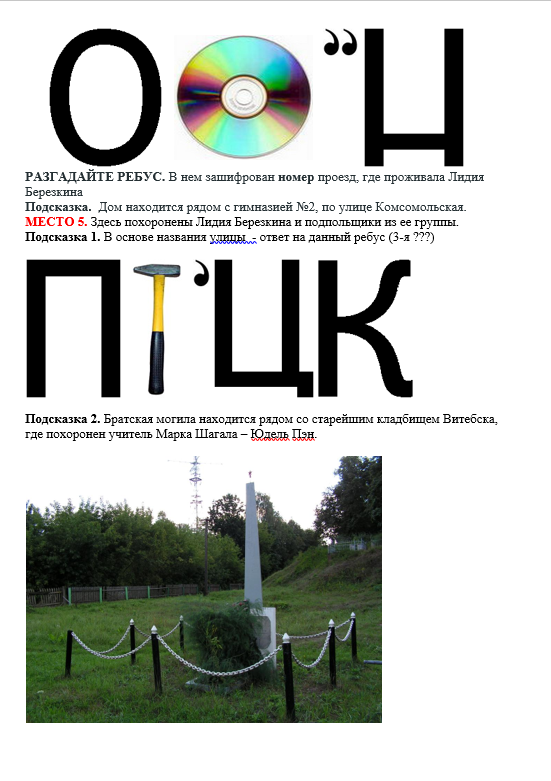 О ,, Н
РАЗГАДАЙТЕ РЕБУС. В нем зашифрован номер проезд, где проживала Лидия
Березкина
Подсказка. Дом находится рядом с гимназией №2, по улице Комсомольская.
МЕСТО 5. Здесь похоронены Лидия Березкина и подпольщики из ее группы.
Подсказка 1. В основе названия улицы - ответ на данный ребус (3-я ???)
П , ЦК
Подсказка 2. Братская могила находится рядом со старейшим кладбищем Витебска,
где похоронен учитель Марка Шагала – Юдель Пэн.